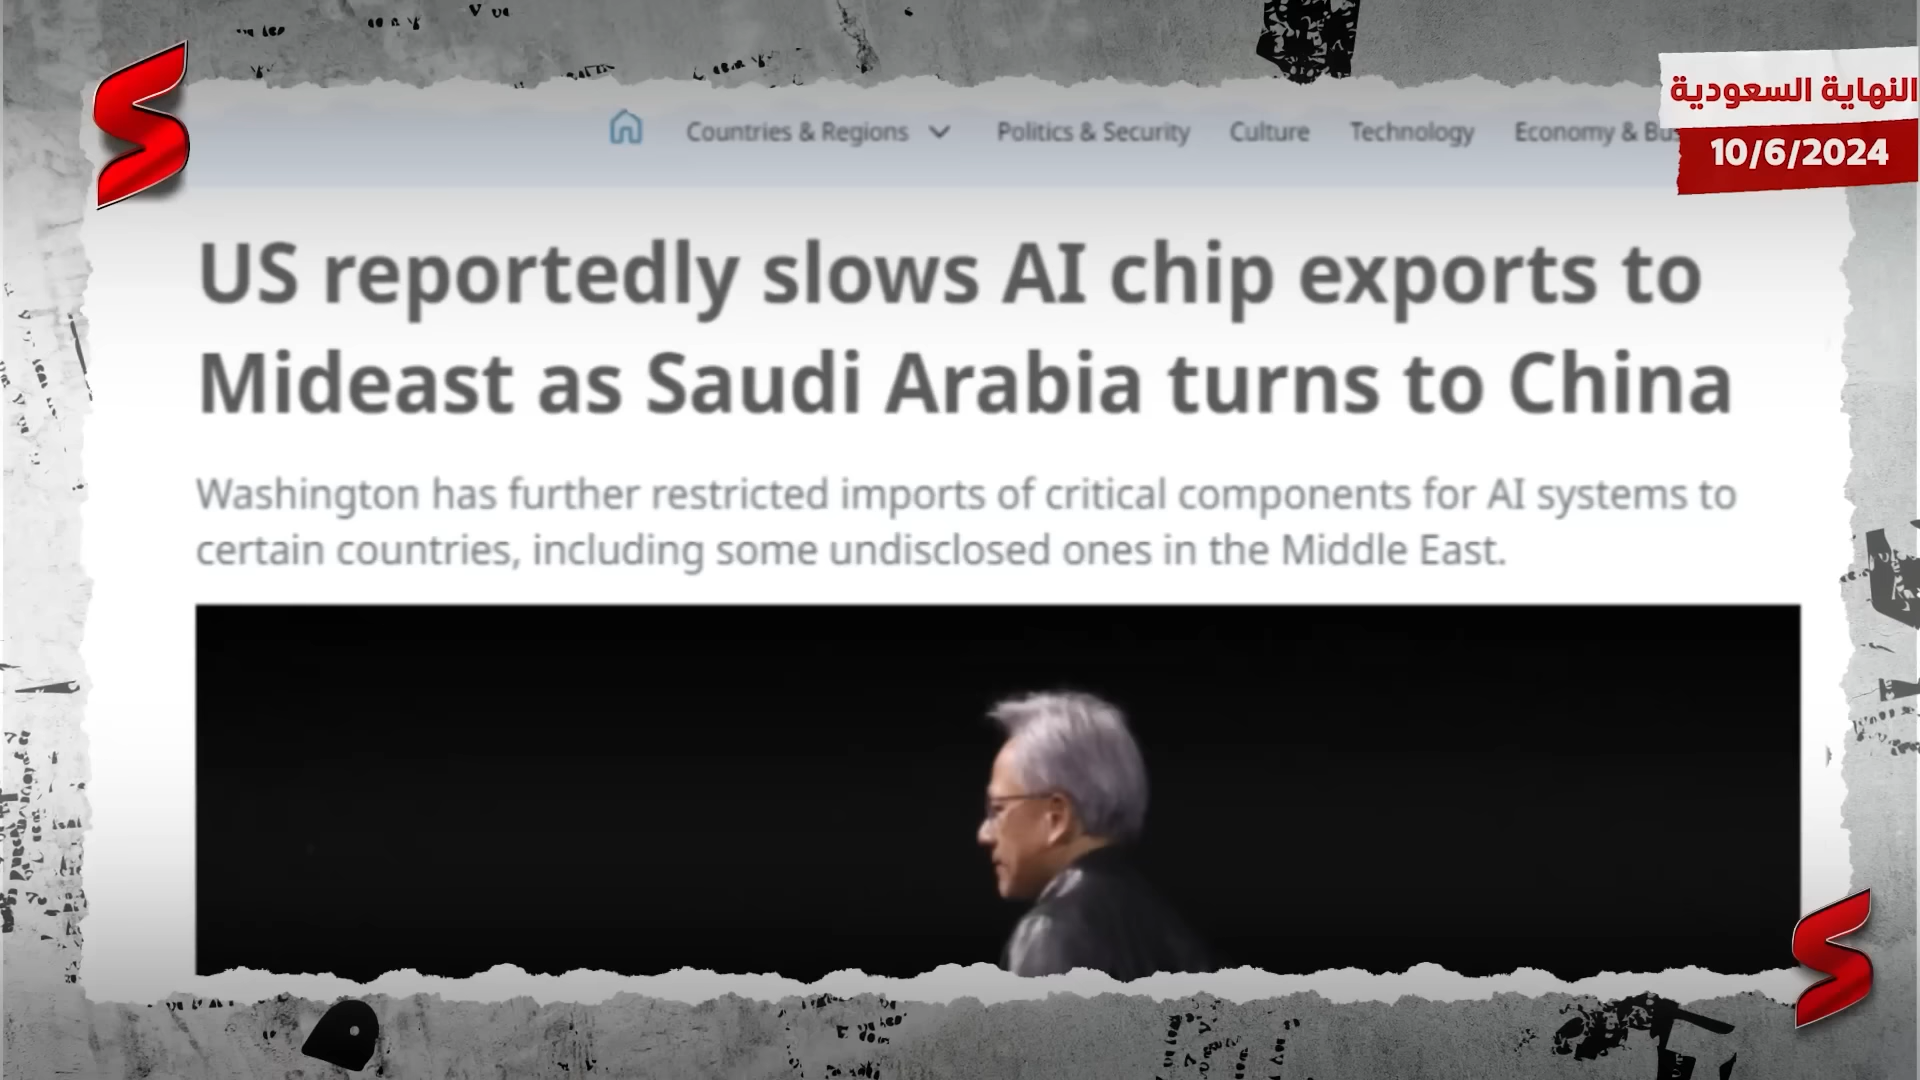 النهاية السعودية
10/6/2024
Countries & Regions
Politics & Security
Culture
Technology
Economy &
US reportedly slows AI chip exports to
Mideast as Saudi Arabia turns to China
Washington has further restricted imports of critical components for AI systems to
certain countries, including some undisclosed ones in the Middle East.